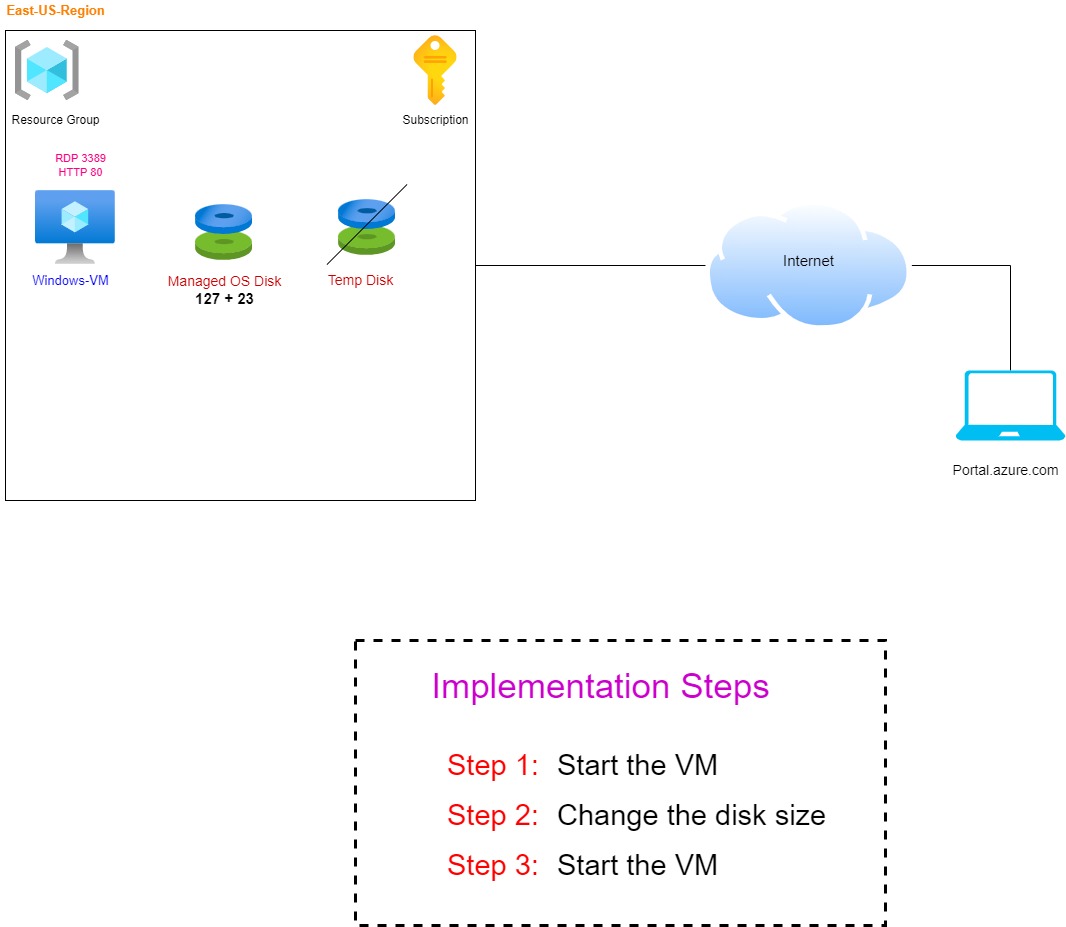 East-US-Region
Resource Group
Subscription
RDP 3389
HTTP 80
Windows-VM
Managed OS Disk
127 + 23
Temp Disk
Internet
Portal.azure.com
Implementation Steps
Step 1: Start the VM
Step 2: Change the disk size
Step 3: Start the VM